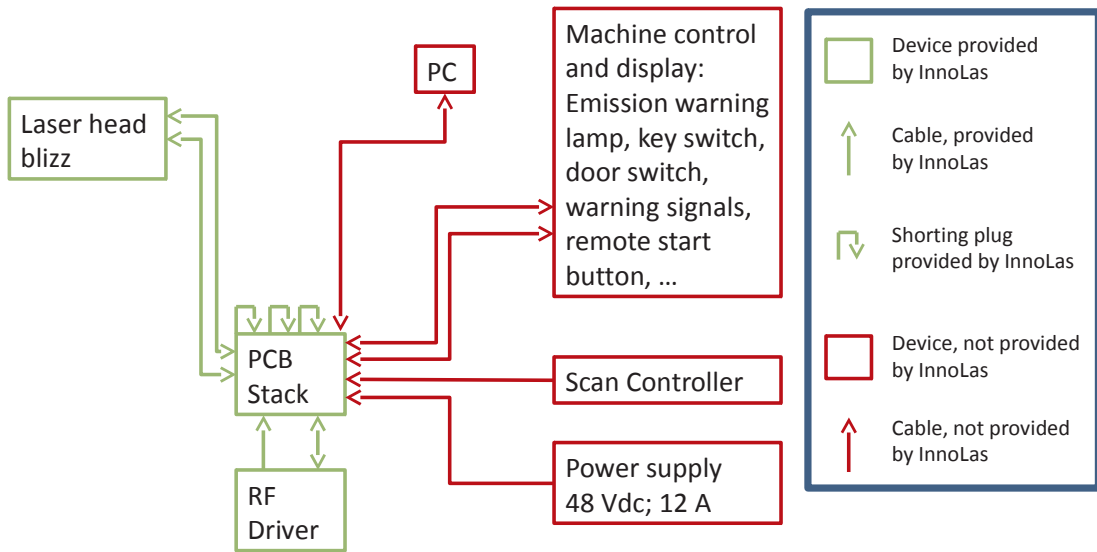 Laser head
blizz
PC
Machine control
and display:
Emission warning
lamp, key switch,
door switch,
warning signals,
remote start
button, ...
PCB
Stack
Scan Controller
RF
Driver
Power supply
48 Vdc; 12 A
Device provided
by InnoLas
Cable, provided
by InnoLas
Shorting plug
provided by InnoLas
Device, not provided
by InnoLas
Cable, not provided
by InnoLas